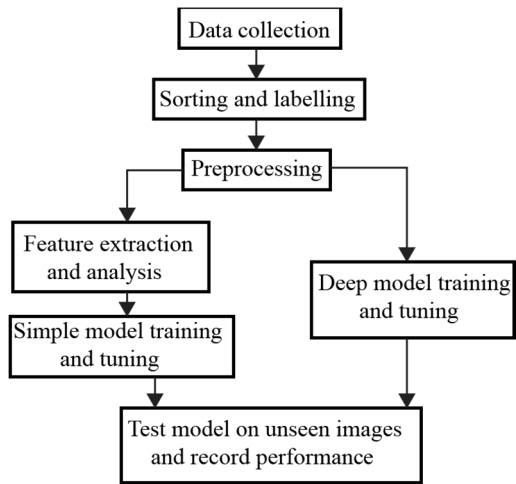 Data collection
Sorting and labelling
Preprocessing
Feature extraction
and analysis
Simple model training
and tuning
Deep model training
and tuning
Test model on unseen images
and record performance